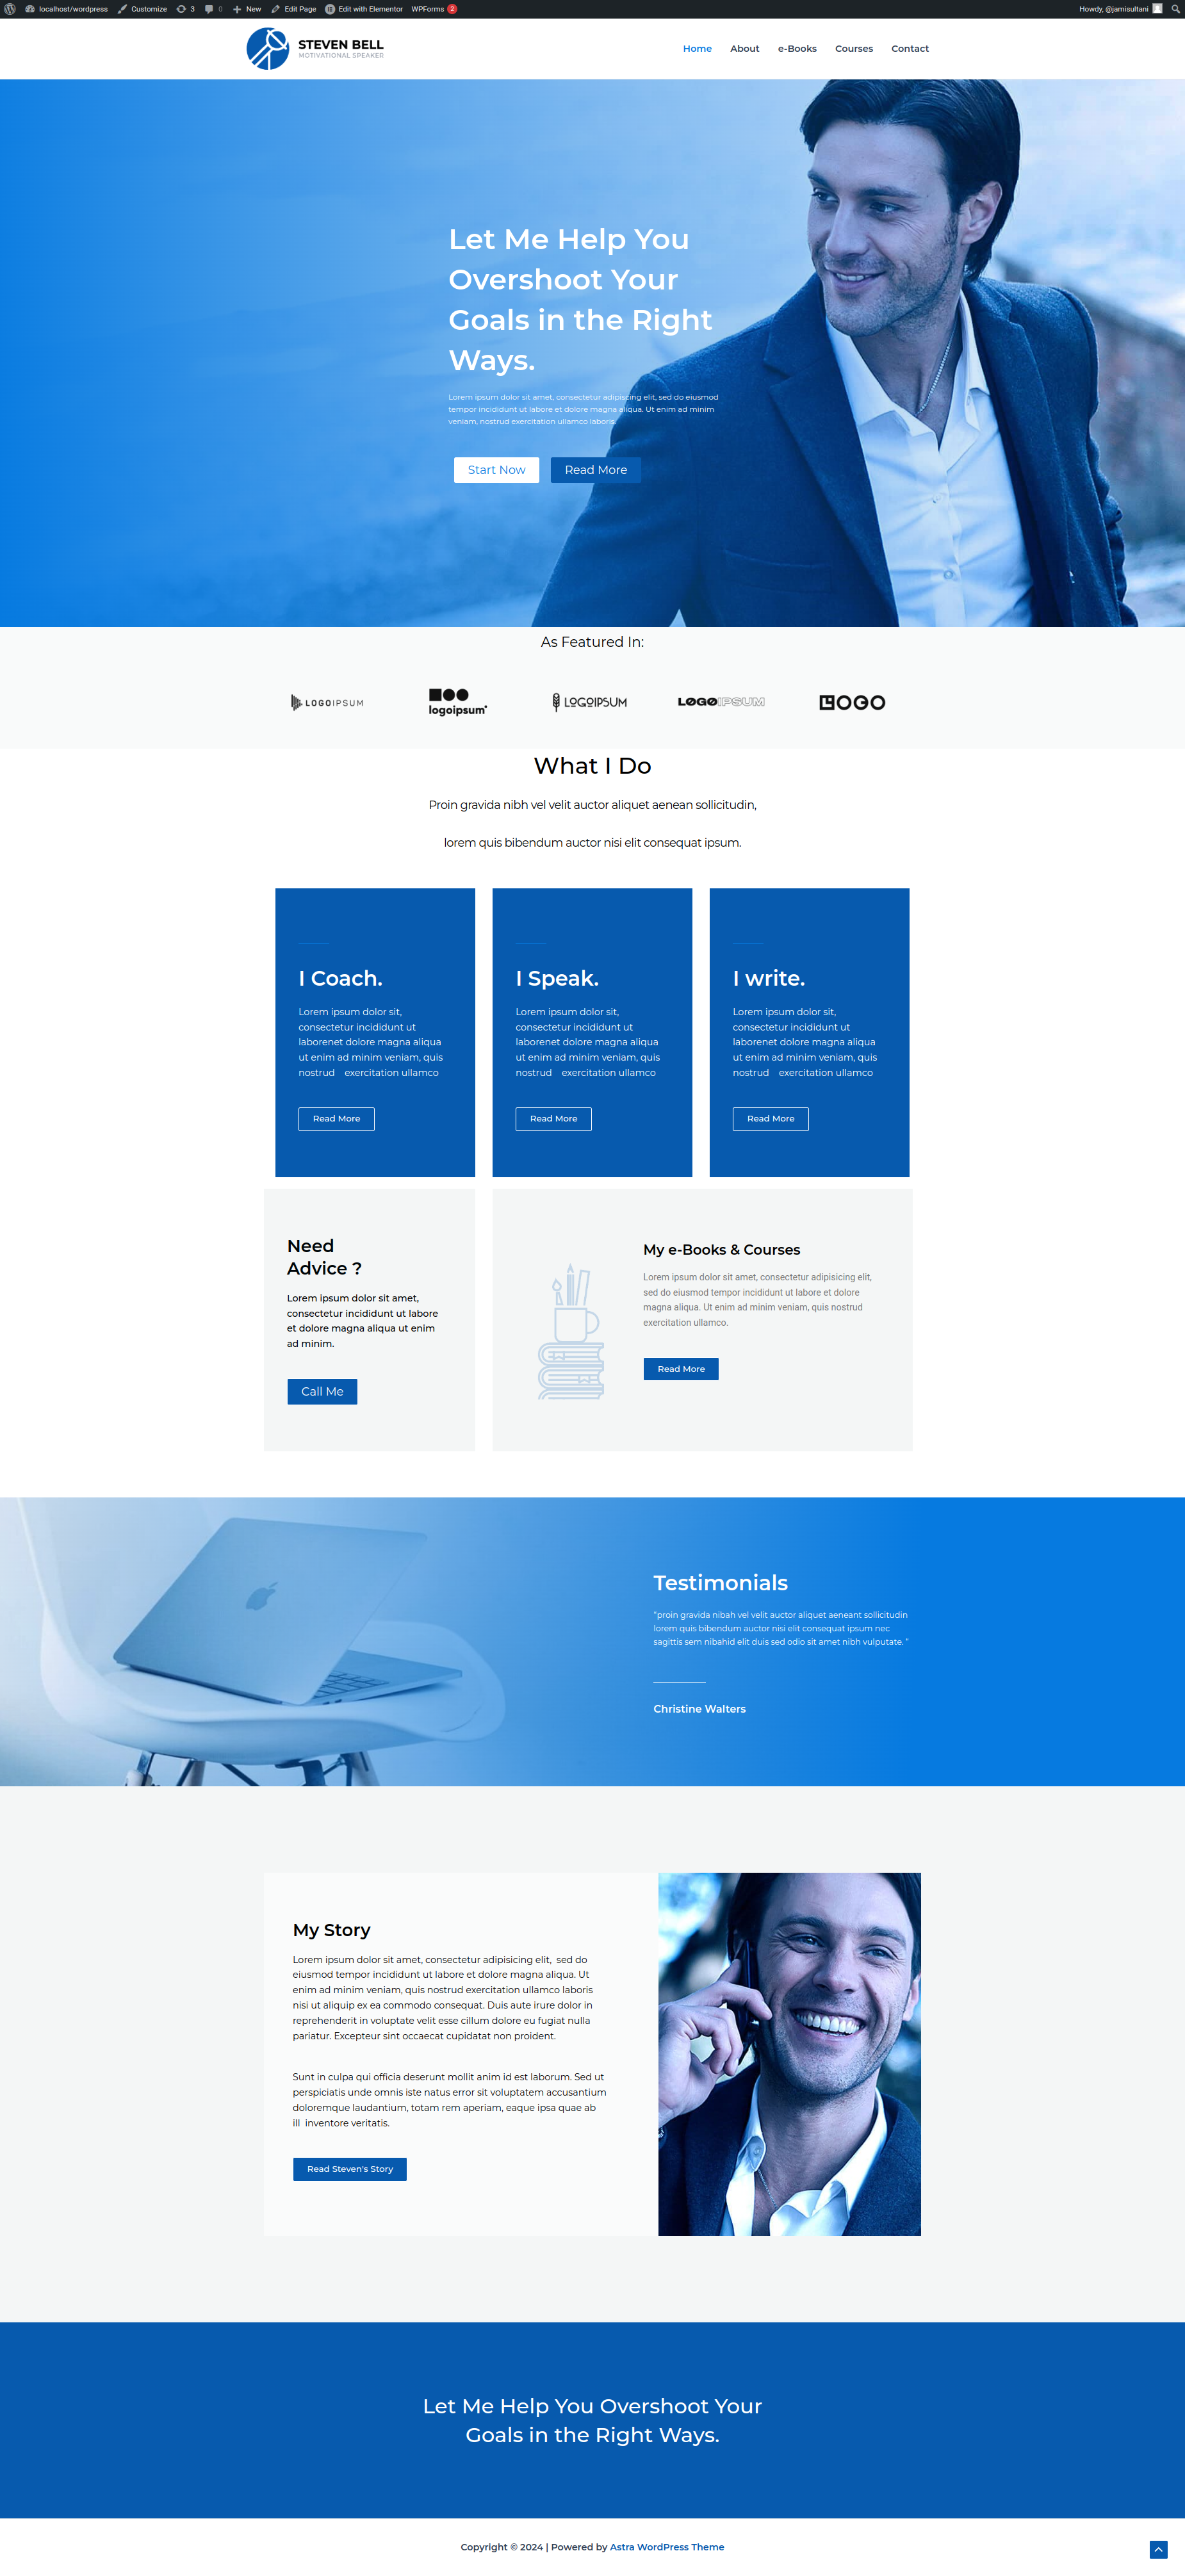 localhost/wordpress Customize 3 0 New Edit Page Edit with Elementor WPForms 2 Howdy, @jamisultani
STEVEN BELL
MOTIVATIONAL SPEAKER
Home About e-Books Courses Contact
Let Me Help You
Overshoot Your
Goals in the Right
Ways.
Lorem ipsum dolor sit amet, consectetur adipiscing elit, sed do eiusmod
tempor incididunt ut labore et dolore magna aliqua. Ut enim ad minim
veniam, nostrud exercitation ullamco laboris.
Start Now Read More
As Featured In:
LOGOIPSUM
logoipsum
LOGOIPSUM
LOGOIPSUM
LOGO
What I Do
Proin gravida nibh vel velit auctor aliquet aenean sollicitudin,
lorem quis bibendum auctor nisi elit consequat ipsum.
I Coach.
Lorem ipsum dolor sit,
consectetur incididunt ut
laborenet dolore magna aliqua
ut enim ad minim veniam, quis
nostrud exercitation ullamco
Read More
I Speak.
Lorem ipsum dolor sit,
consectetur incididunt ut
laborenet dolore magna aliqua
ut enim ad minim veniam, quis
nostrud exercitation ullamco
Read More
I write.
Lorem ipsum dolor sit,
consectetur incididunt ut
laborenet dolore magna aliqua
ut enim ad minim veniam, quis
nostrud exercitation ullamco
Read More
Need
Advice ?
Lorem ipsum dolor sit amet,
consectetur incididunt ut labore
et dolore magna aliqua ut enim
ad minim.
Call Me
My e-Books & Courses
Lorem ipsum dolor sit amet, consectetur adipisicing elit,
sed do eiusmod tempor incididunt ut labore et dolore
magna aliqua. Ut enim ad minim veniam, quis nostrud
exercitation ullamco.
Read More
Testimonials
“proin gravida nibah vel velit auctor aliquet aeneant sollicitudin
lorem quis bibendum auctor nisi elit consequat ipsum nec
sagittis sem nibahid elit duis sed odio sit amet nibh vulputate. ”
Christine Walters
My Story
Lorem ipsum dolor sit amet, consectetur adipisicing elit, sed do
eiusmod tempor incididunt ut labore et dolore magna aliqua. Ut
enim ad minim veniam, quis nostrud exercitation ullamco laboris
nisi ut aliquip ex ea commodo consequat. Duis aute irure dolor in
reprehenderit in voluptate velit esse cillum dolore eu fugiat nulla
pariatur. Excepteur sint occaecat cupidatat non proident.
Sunt in culpa qui officia deserunt mollit anim id est laborum. Sed ut
perspiciatis unde omnis iste natus error sit voluptatem accusantium
doloremque laudantium, totam rem aperiam, eaque ipsa quae ab
ill inventore veritatis.
Read Steven's Story
Let Me Help You Overshoot Your
Goals in the Right Ways.
Copyright © 2024 | Powered by Astra WordPress Theme